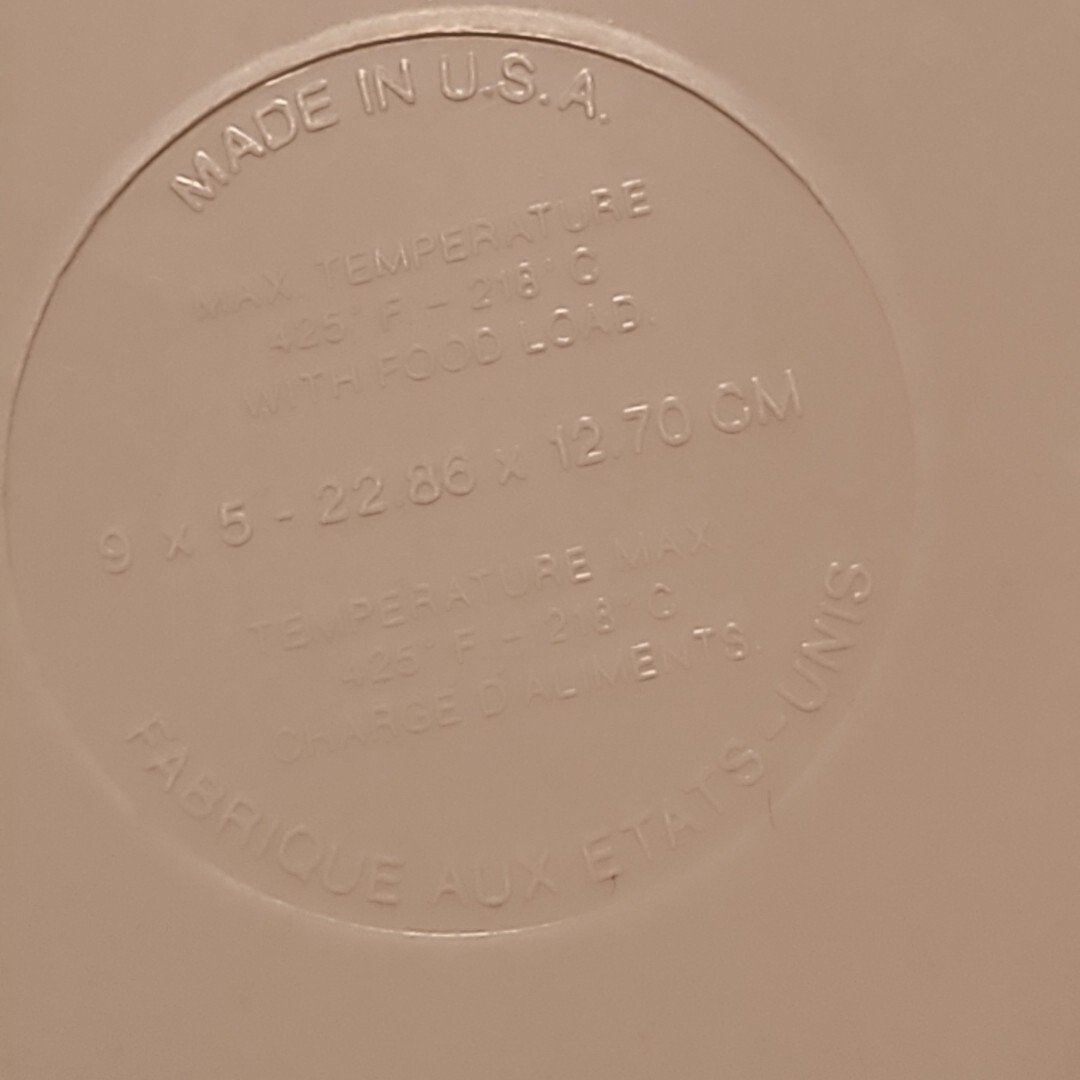 MADE IN U.S.A.
MAX. TEMPERATURE
425° F. - 218° C
WITH FOOD LOAD.
9 x 5 - 22.86 x 12.70 CM
TEMPERATURE MAX.
425° F. - 218° C
CHARGE D'ALIMENTS.
FABRIQUE AUX ETATS-UNIS